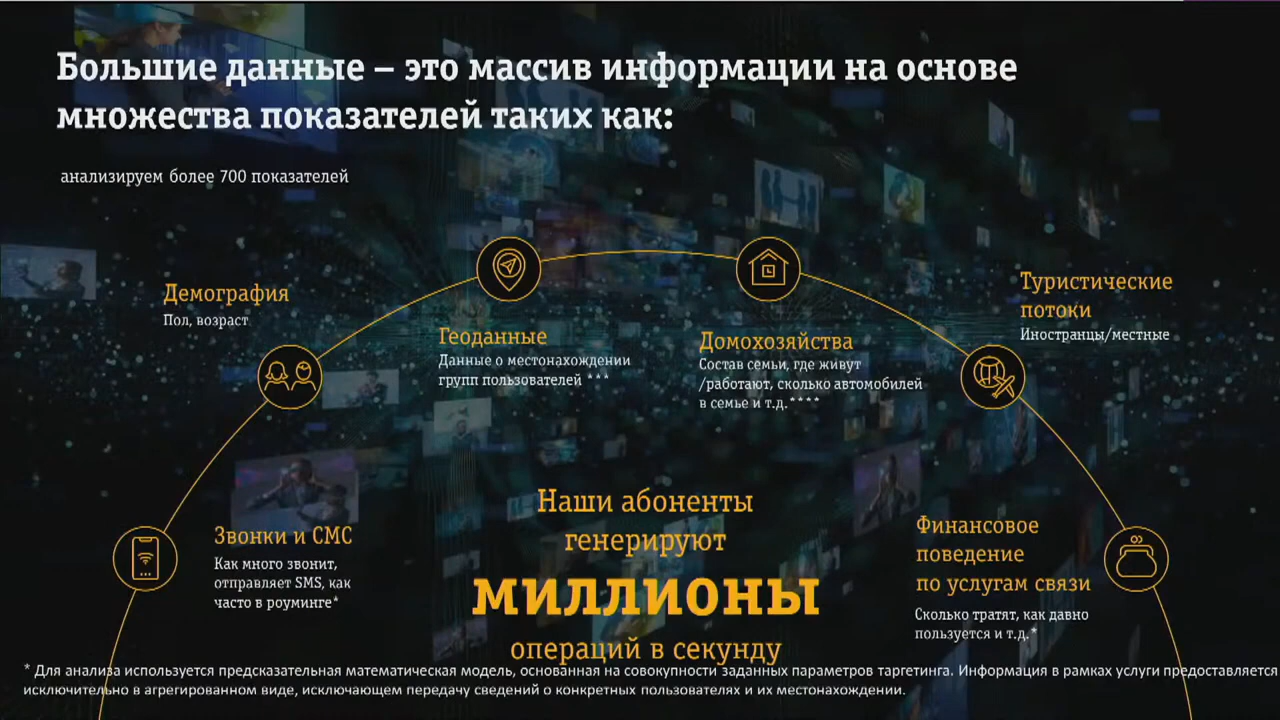 Большие данные – это массив информации на основе
множества показателей таких как:
анализируем более 700 показателей
Демография
Пол, возраст
Геоданные
Данные о местонахождении
групп пользователей ***
Домохозяйства
Состав семьи, где живут
/работают, сколько автомобилей
в семье и т.д.****
Туристические
потоки
Иностранцы/местные
Звонки и СМС
Как много звонит,
отправляет SMS, как
часто в роуминге*
Наши абоненты
генерируют
миллионы
операций в секунду
Финансовое
поведение
по услугам связи
Сколько тратят, как давно
пользуется и т.д.*
* Для анализа используется предсказательная математическая модель, основанная на совокупности заданных параметров таргетинга. Информация в рамках услуги предоставляется
исключительно в агрегированном виде, исключающем передачу сведений о конкретных пользователях и их местонахождении.